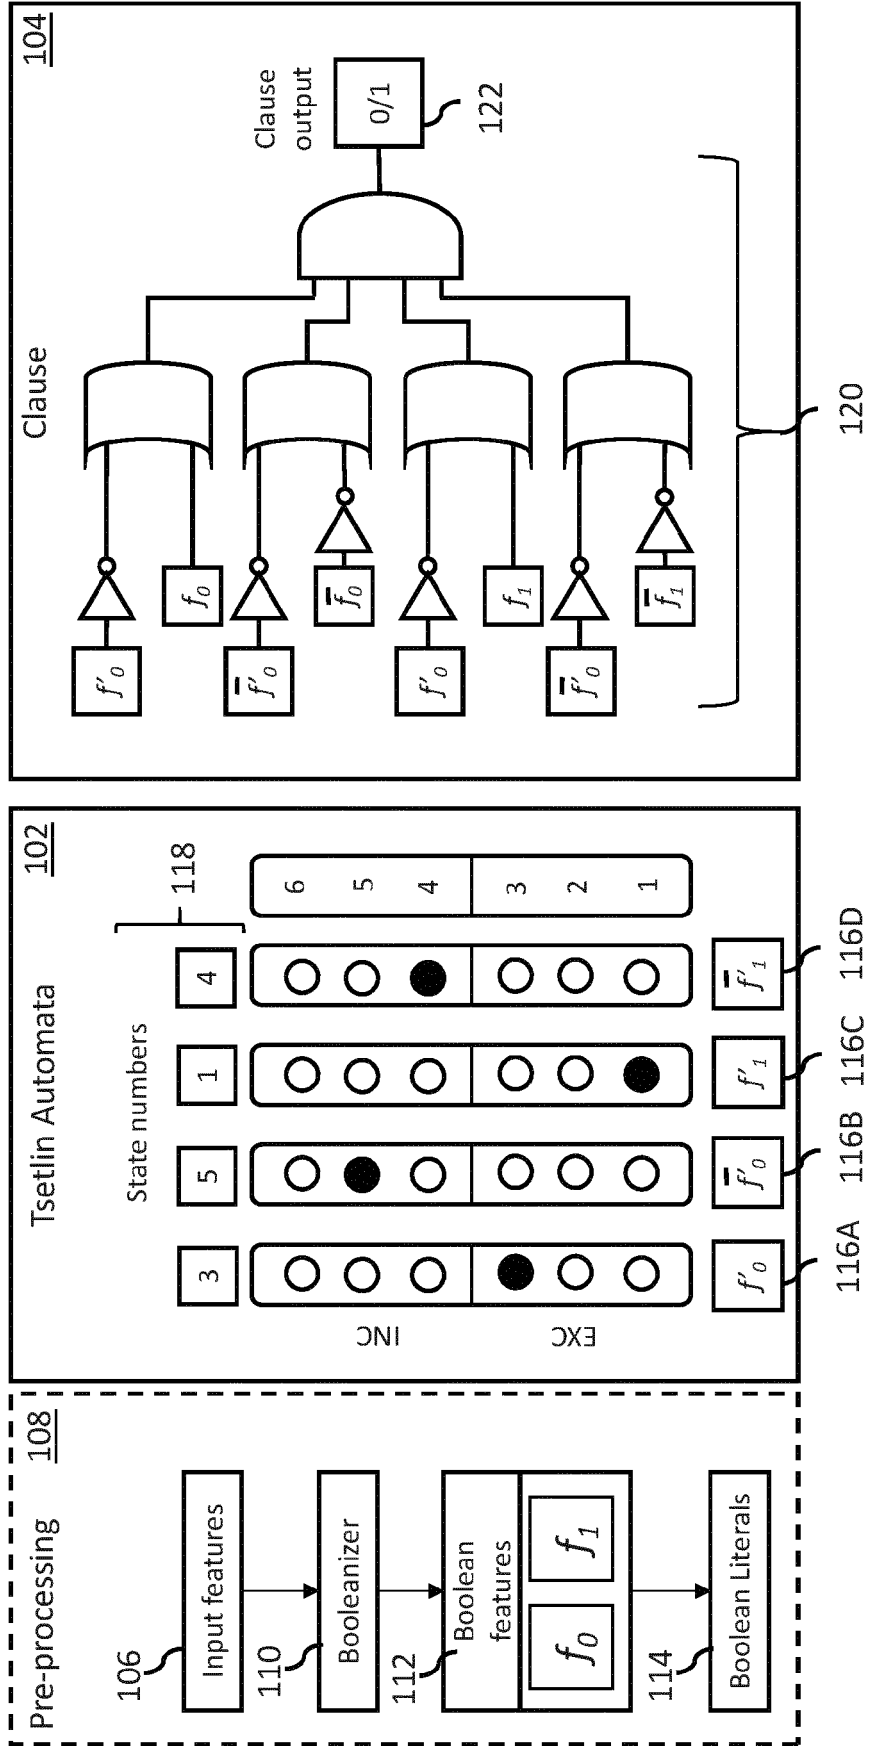 Pre-processing
108
106
Input features
110
Booleanizer
112
Boolean
features
f0
f1
114
Boolean Literals
Tsetlin Automata
102
State numbers
118
3
5
1
4
INC
EXC
6
5
4
3
2
1
f'0
f̄'0
f'1
f̄'1
116A
116B
116C
116D
Clause
104
f'0
f0
f̄'0
f̄0
f'0
f1
f̄'0
f̄1
Clause
output
0/1
122
120